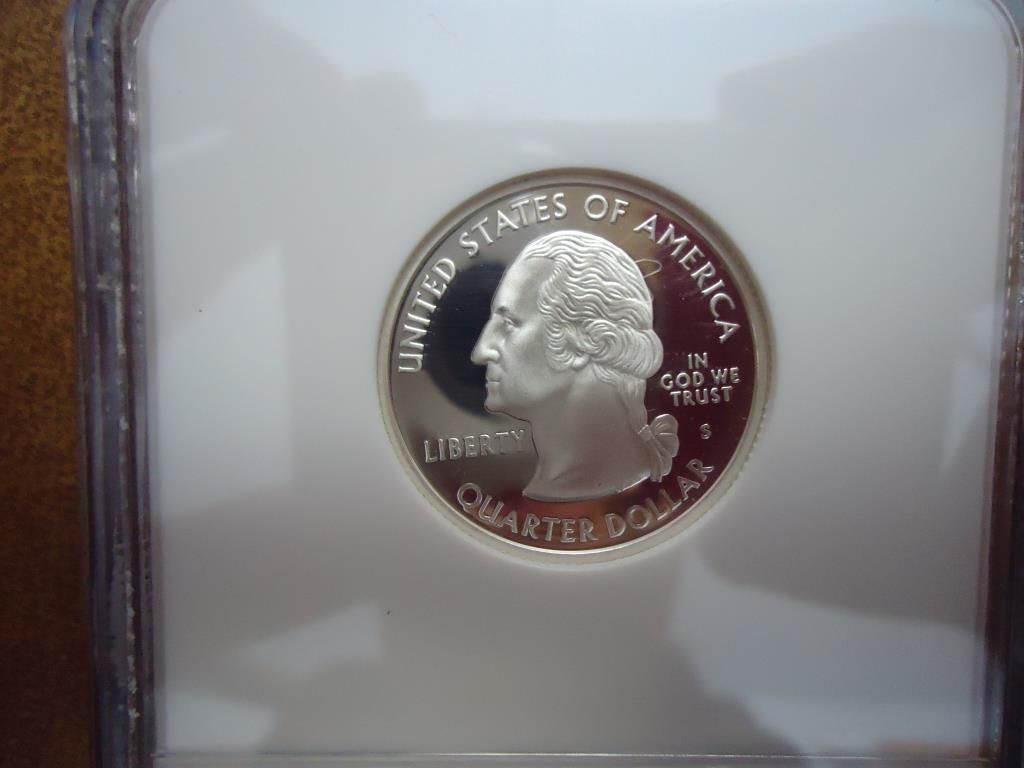 UNITED STATES OF AMERICA
LIBERTY
IN
GOD WE
TRUST
S
QUARTER DOLLAR